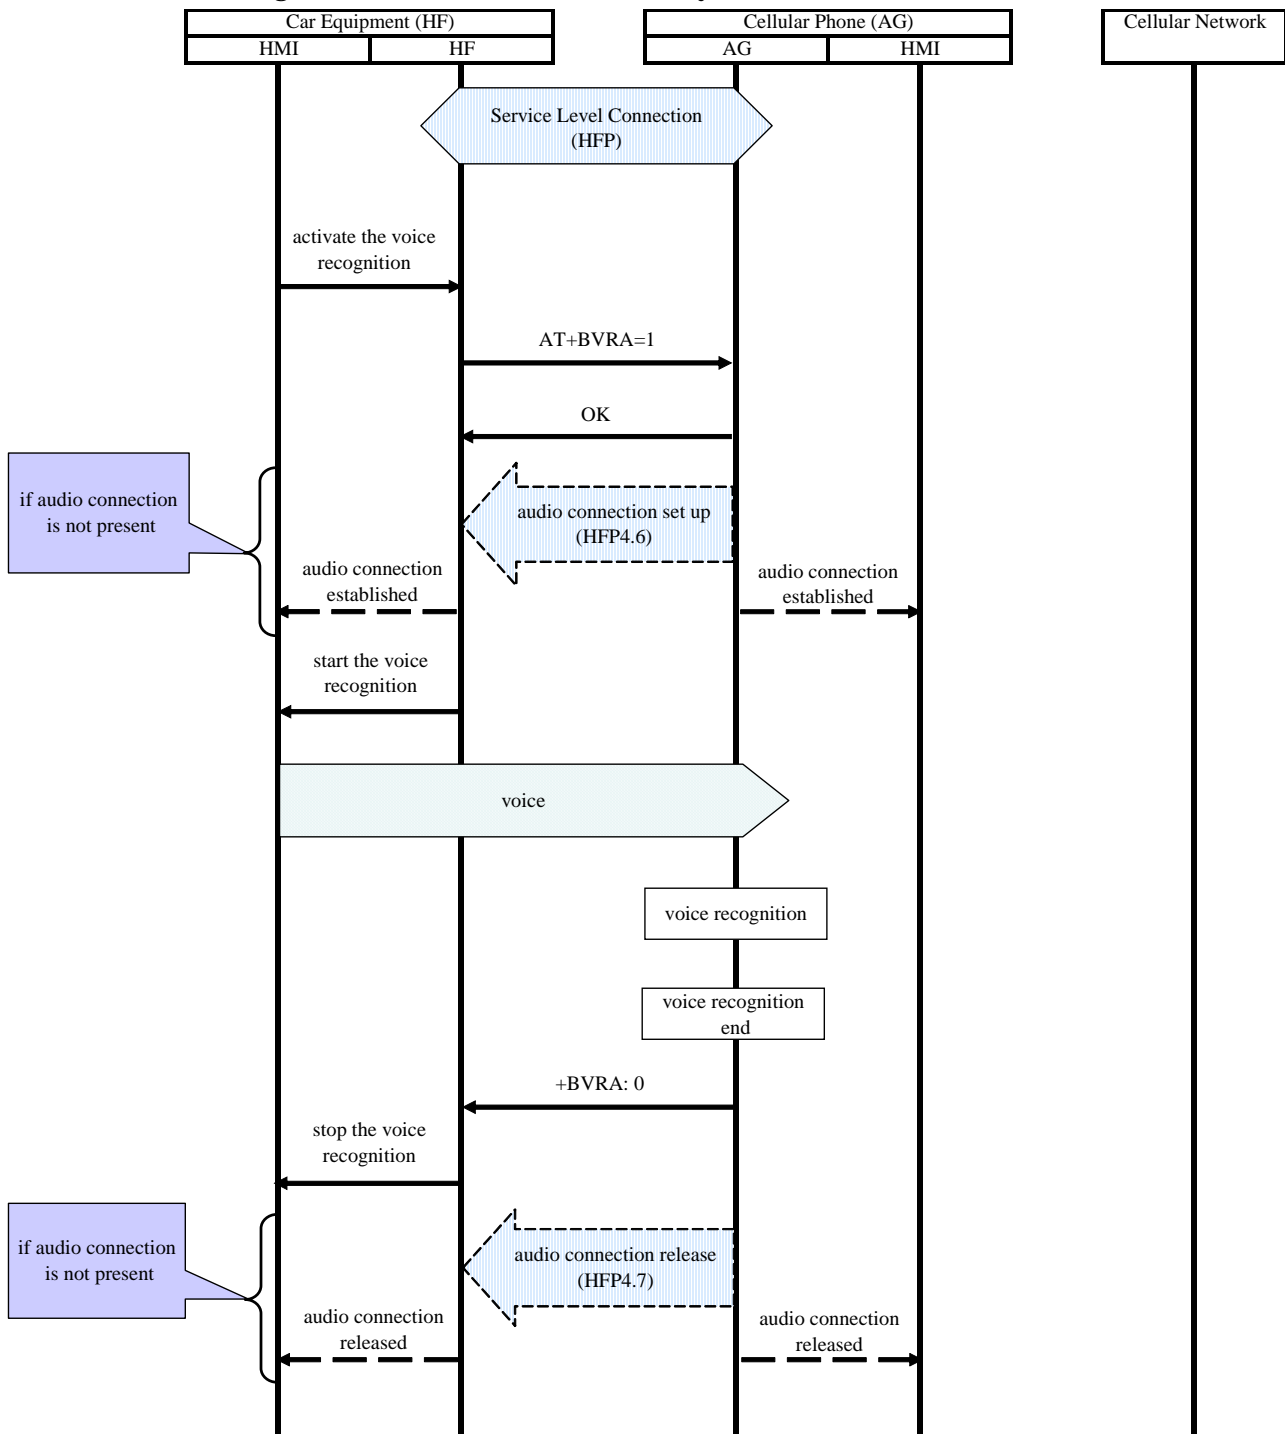 Car Equipment (HF)
Cellular Phone (AG)
Cellular Network
HMI
HF
AG
HMI
Service Level Connection
(HFP)
activate the voice
recognition
AT+BVRA=1
OK
if audio connection
is not present
audio connection set up
(HFP4.6)
audio connection
established
audio connection
established
start the voice
recognition
voice
voice recognition
voice recognition
end
+BVRA: 0
stop the voice
recognition
if audio connection
is not present
audio connection release
(HFP4.7)
audio connection
released
audio connection
released